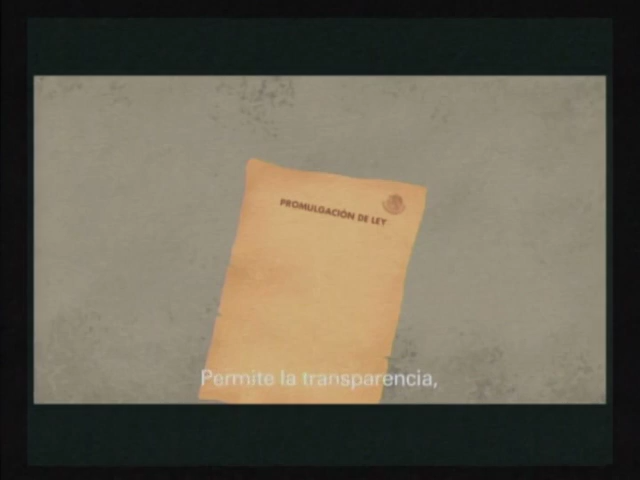 PROMULGACIÓN DE LEY
Permite la transparencia,